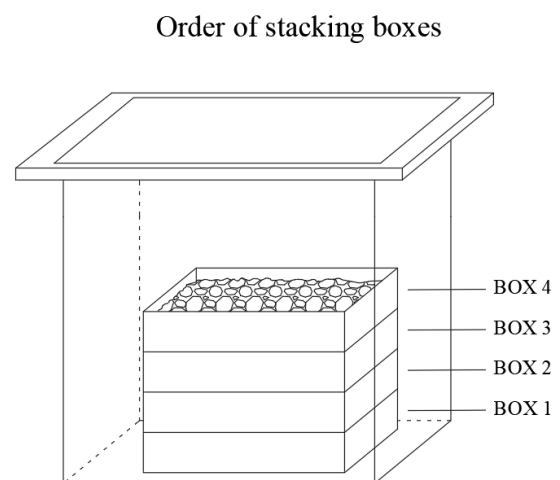 Order of stacking boxes
BOX 4
BOX 3
BOX 2
BOX 1